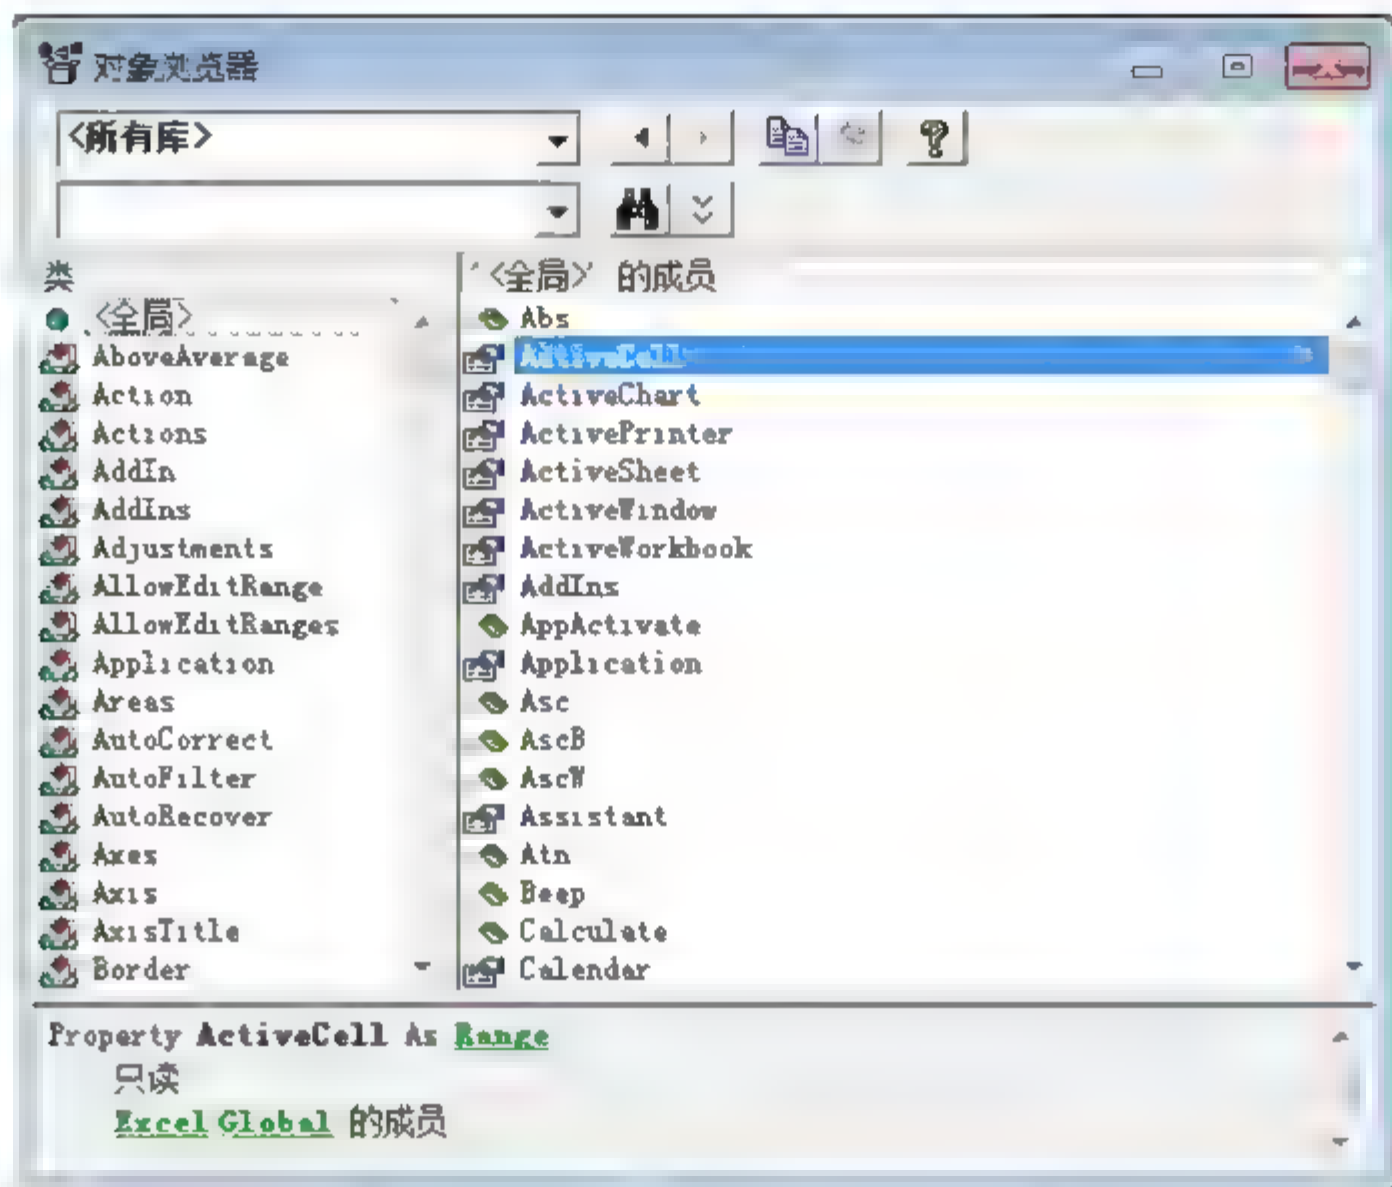 对象浏览器
<所有库>
类
<全局>
AboveAverage
Action
Actions
AddIn
AddIns
Adjustments
AllowEditRange
AllowEditRanges
Application
Areas
AutoCorrect
AutoFilter
AutoRecover
Axes
Axis
AxisTitle
Border
“<全局>” 的成员
Abs
ActiveCell
ActiveChart
ActivePrinter
ActiveSheet
ActiveWindow
ActiveWorkbook
AddIns
AppActivate
Application
Asc
AscB
AscW
Assistant
Atn
Beep
Calculate
Calendar
Property ActiveCell As Range
只读
Excel Global 的成员